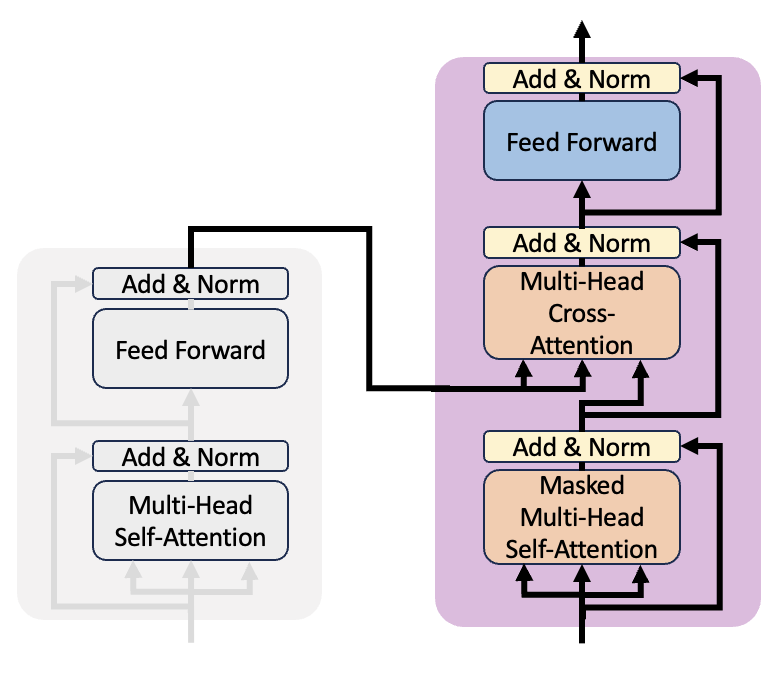 Add & Norm
Feed Forward
Add & Norm
Multi-Head
Self-Attention
Add & Norm
Feed Forward
Add & Norm
Multi-Head
Cross-
Attention
Add & Norm
Masked
Multi-Head
Self-Attention